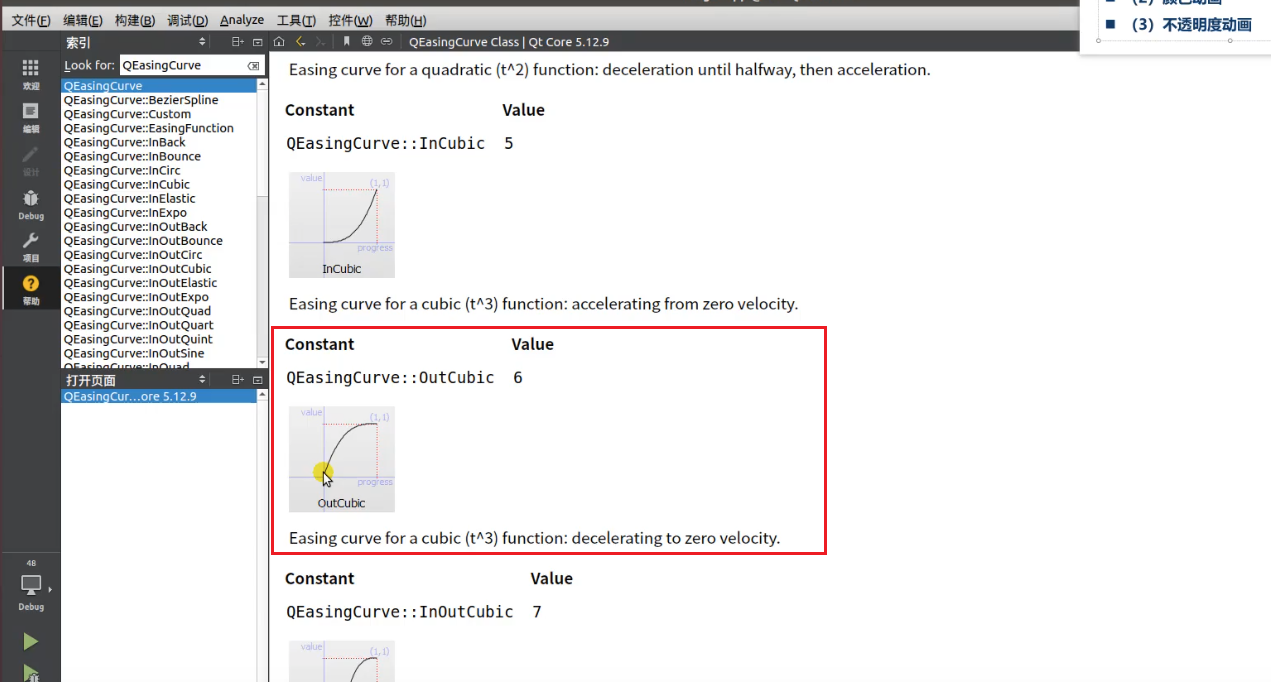 (2) 颜色动画
文件(F) 编辑(E) 构建(B) 调试(D) Analyze 工具(T) 控件(W) 帮助(H)
(3) 不透明度动画
索引
QEasingCurve Class | Qt Core 5.12.9
Look for: QEasingCurve
欢迎
编辑
设计
Debug
项目
帮助
QEasingCurve
QEasingCurve::BezierSpline
QEasingCurve::Custom
QEasingCurve::EasingFunction
QEasingCurve::InBack
QEasingCurve::InBounce
QEasingCurve::InCirc
QEasingCurve::InCubic
QEasingCurve::InElastic
QEasingCurve::InExpo
QEasingCurve::InOutBack
QEasingCurve::InOutBounce
QEasingCurve::InOutCirc
QEasingCurve::InOutCubic
QEasingCurve::InOutElastic
QEasingCurve::InOutExpo
QEasingCurve::InOutQuad
QEasingCurve::InOutQuart
QEasingCurve::InOutQuint
QEasingCurve::InOutSine
QEasingCurve::InQuad
打开页面
QEasingCur...ore 5.12.9
48
Debug
Easing curve for a quadratic (t^2) function: deceleration until halfway, then acceleration.
Constant Value
QEasingCurve::InCubic 5
value
(1,1)
progress
InCubic
Easing curve for a cubic (t^3) function: accelerating from zero velocity.
Constant Value
QEasingCurve::OutCubic 6
value
(1,1)
progress
OutCubic
Easing curve for a cubic (t^3) function: decelerating to zero velocity.
Constant Value
QEasingCurve::InOutCubic 7
value
(1,1)